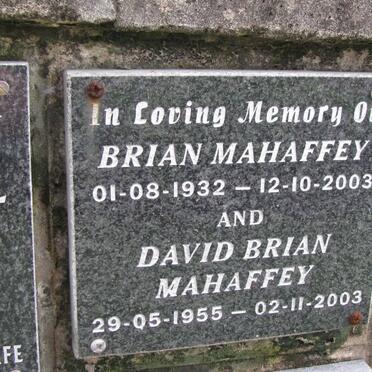 In Loving Memory Of
BRIAN MAHAFFEY
01-08-1932 — 12-10-2003
AND
DAVID BRIAN
MAHAFFEY
29-05-1955 — 02-11-2003